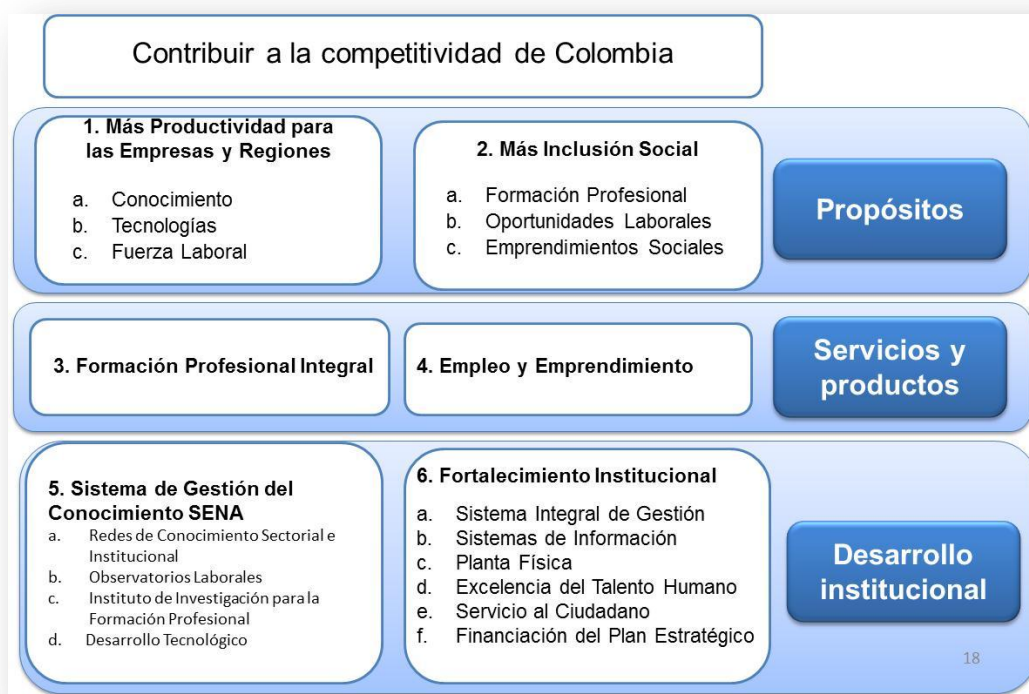 Contribuir a la competitividad de Colombia
1. Más Productividad para
las Empresas y Regiones
a. Conocimiento
b. Tecnologías
c. Fuerza Laboral
2. Más Inclusión Social
a. Formación Profesional
b. Oportunidades Laborales
c. Emprendimientos Sociales
Propósitos
3. Formación Profesional Integral
4. Empleo y Emprendimiento
Servicios y
productos
5. Sistema de Gestión del
Conocimiento SENA
a. Redes de Conocimiento Sectorial e
Institucional
b. Observatorios Laborales
c. Instituto de Investigación para la
Formación Profesional
d. Desarrollo Tecnológico
6. Fortalecimiento Institucional
a. Sistema Integral de Gestión
b. Sistemas de Información
c. Planta Física
d. Excelencia del Talento Humano
e. Servicio al Ciudadano
f. Financiación del Plan Estratégico
Desarrollo
institucional
18